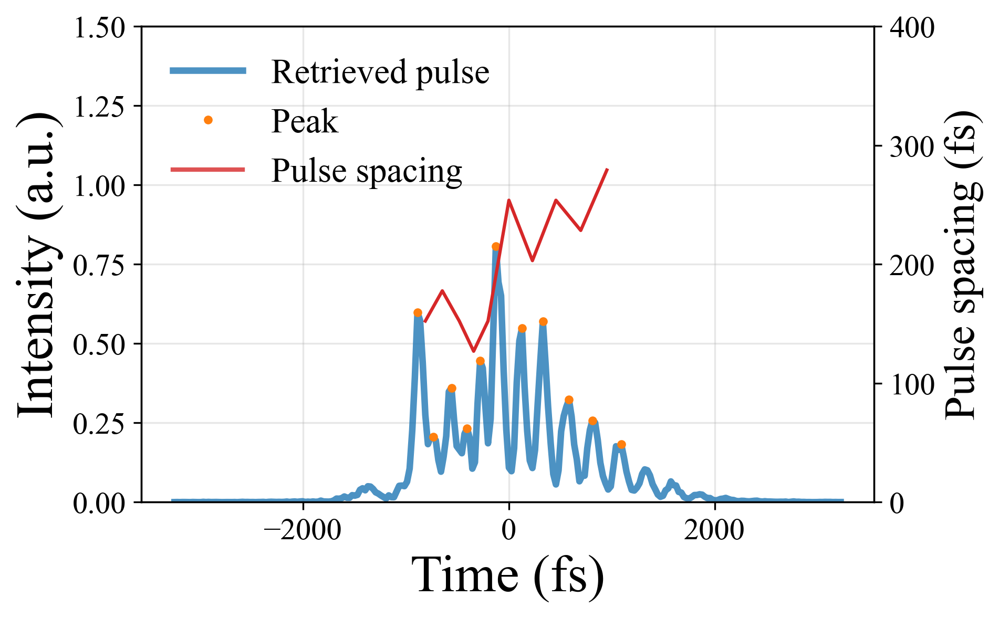 Intensity (a.u.)
1.50
1.25
1.00
0.75
0.50
0.25
0.00
Retrieved pulse
Peak
Pulse spacing
400
300
200
100
0
Pulse spacing (fs)
−2000
0
2000
Time (fs)